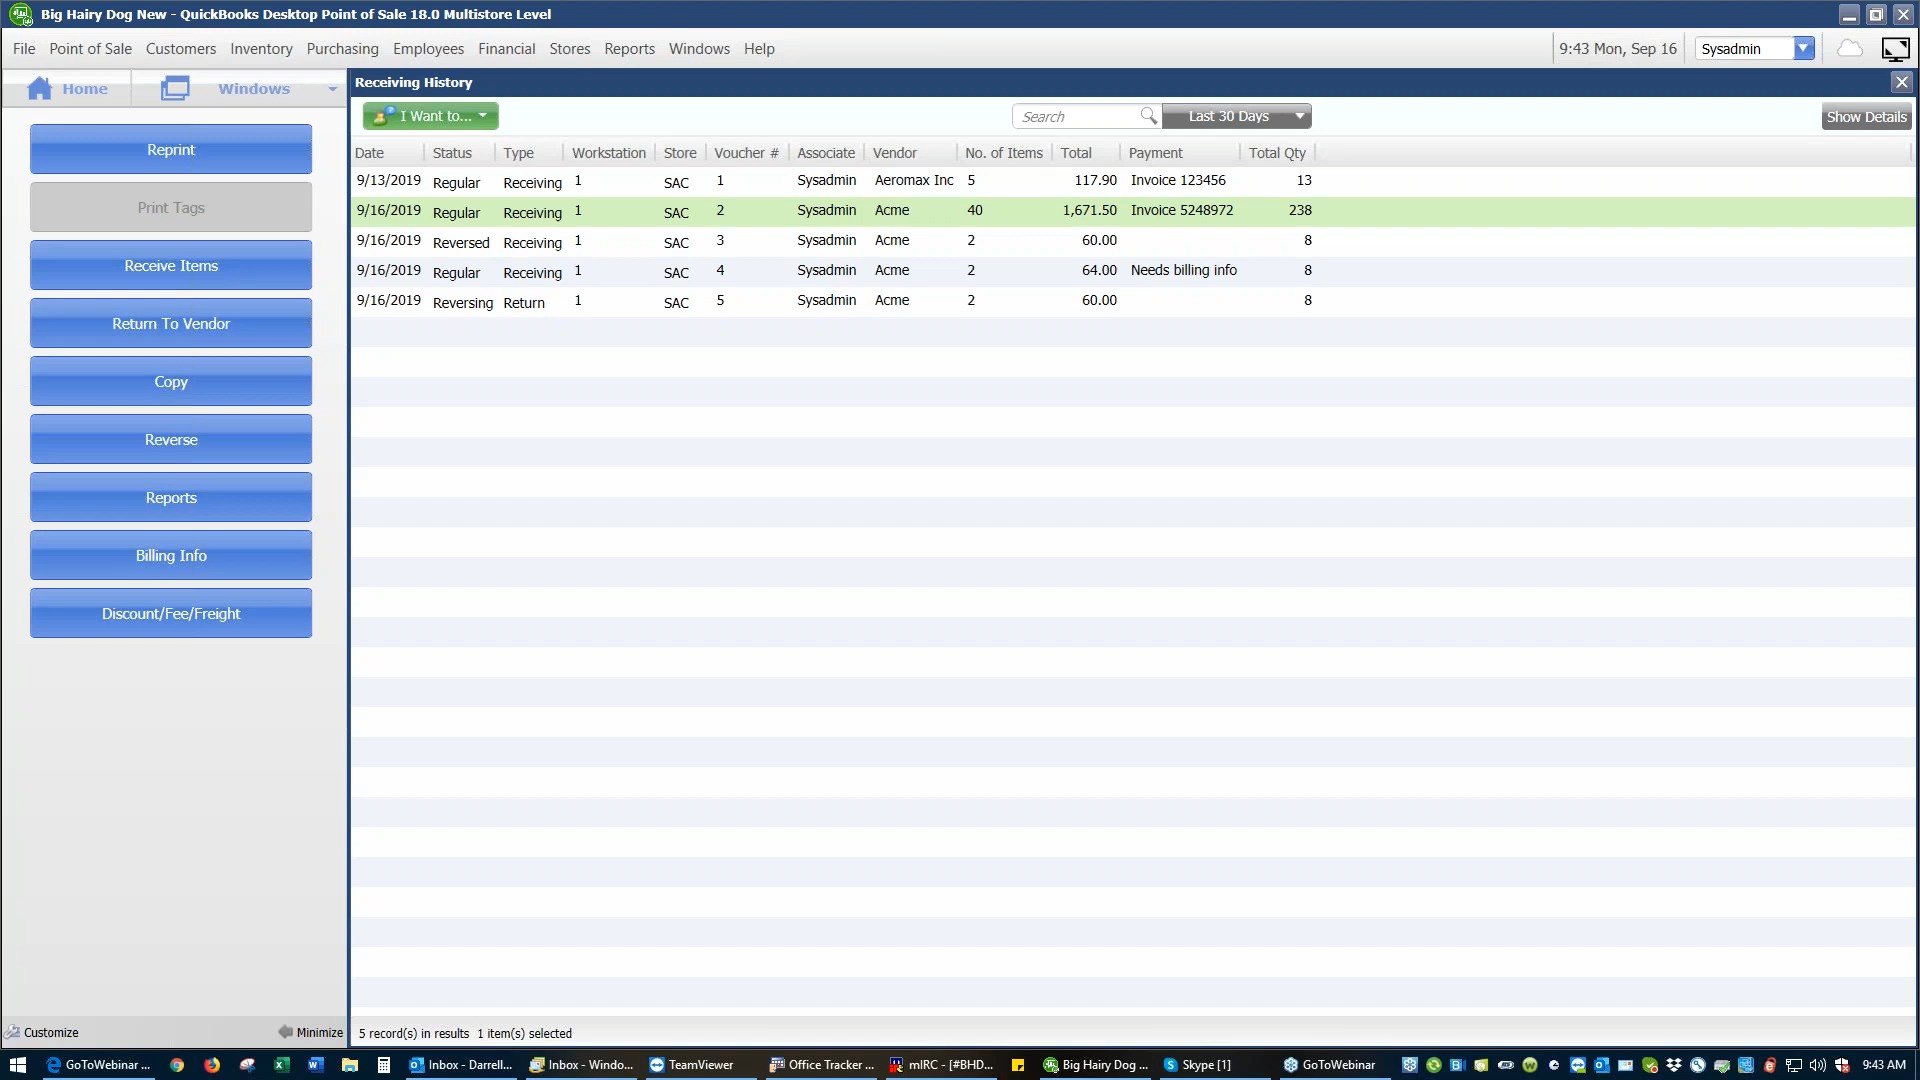 Big Hairy Dog New - QuickBooks Desktop Point of Sale 18.0 Multistore Level
File Point of Sale Customers Inventory Purchasing Employees Financial Stores Reports Windows Help 9:43 Mon, Sep 16 Sysadmin
Home Windows
Receiving History
I Want to... Search Last 30 Days Show Details
Date Status Type Workstation Store Voucher # Associate Vendor No. of Items Total Payment Total Qty
9/13/2019 Regular Receiving 1 SAC 1 Sysadmin Aeromax Inc 5 117.90 Invoice 123456 13
9/16/2019 Regular Receiving 1 SAC 2 Sysadmin Acme 40 1,671.50 Invoice 5248972 238
9/16/2019 Reversed Receiving 1 SAC 3 Sysadmin Acme 2 60.00 8
9/16/2019 Regular Receiving 1 SAC 4 Sysadmin Acme 2 64.00 Needs billing info 8
9/16/2019 Reversing Return 1 SAC 5 Sysadmin Acme 2 60.00 8
Reprint
Print Tags
Receive Items
Return To Vendor
Copy
Reverse
Reports
Billing Info
Discount/Fee/Freight
Customize Minimize
5 record(s) in results 1 item(s) selected
GoToWebinar ... Inbox - Darrell... Inbox - Windo... TeamViewer Office Tracker ... mIRC - [#BHD... Big Hairy Dog ... Skype [1] GoToWebinar 9:43 AM